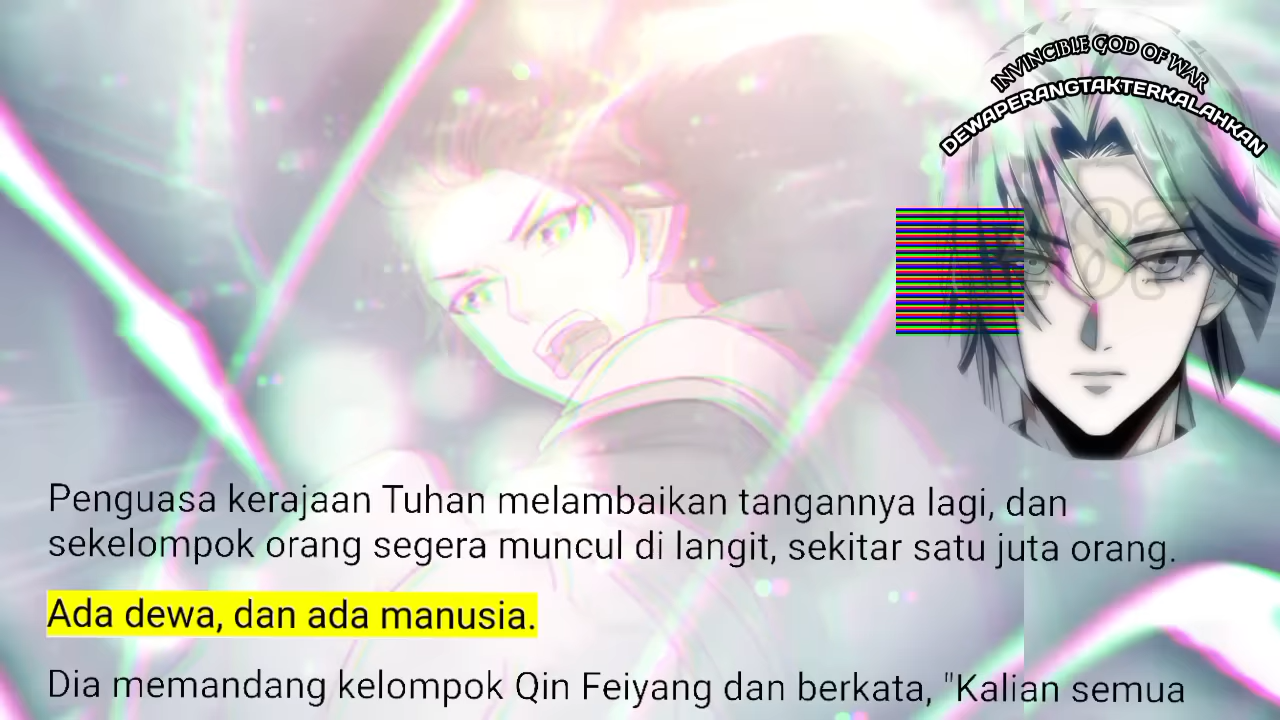 INVINCIBLE GOD OF WAR
DEWAPERANGTAKTERKALAHKAN
Penguasa kerajaan Tuhan melambaikan tangannya lagi, dan
sekelompok orang segera muncul di langit, sekitar satu juta orang.
Ada dewa, dan ada manusia.
Dia memandang kelompok Qin Feiyang dan berkata, "Kalian semua